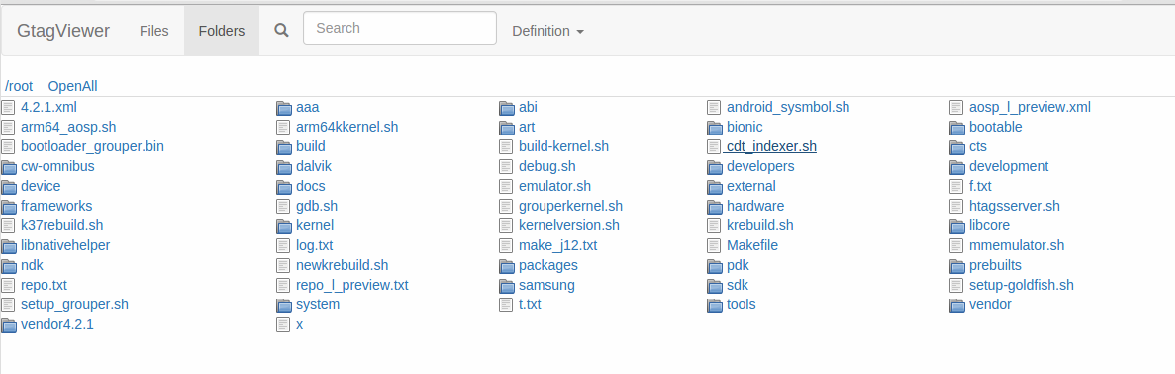 GtagViewer Files Folders Search Definition
/root OpenAll
4.2.1.xml aaa abi android_sysmbol.sh aosp_l_preview.xml
arm64_aosp.sh arm64kkernel.sh art bionic bootable
bootloader_grouper.bin build build-kernel.sh cdt_indexer.sh cts
cw-omnibus dalvik debug.sh developers development
device docs emulator.sh external f.txt
frameworks gdb.sh grouperkernel.sh hardware htagsserver.sh
k37rebuild.sh kernel kernelversion.sh krebuild.sh libcore
libnativehelper log.txt make_j12.txt Makefile mmemulator.sh
ndk newkrebuild.sh packages pdk prebuilts
repo.txt repo_l_preview.txt samsung sdk setup-goldfish.sh
setup_grouper.sh system t.txt tools vendor
vendor4.2.1 x